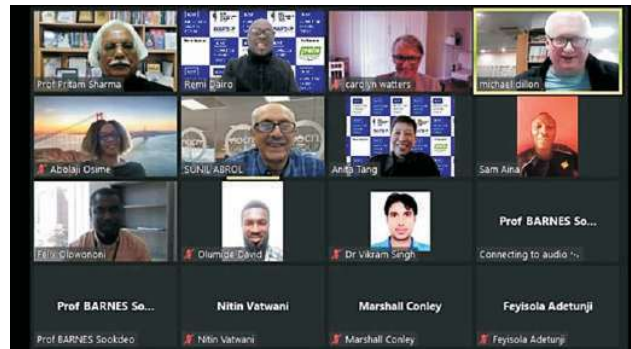 Prof Pritam Sharma
Remi Dairo
carolyn watters
michael dillon
Abolaji Osime
SUNIL ABROL
Anita Tang
Sam Aina
Felix Olowononi
Olumide David
Dr Vikram Singh
Prof BARNES So...
Connecting to audio
Prof BARNES So...
Prof BARNES Sookdeo
Nitin Vatwani
Nitin Vatwani
Marshall Conley
Marshall Conley
Feyisola Adetunji
Feyisola Adetunji